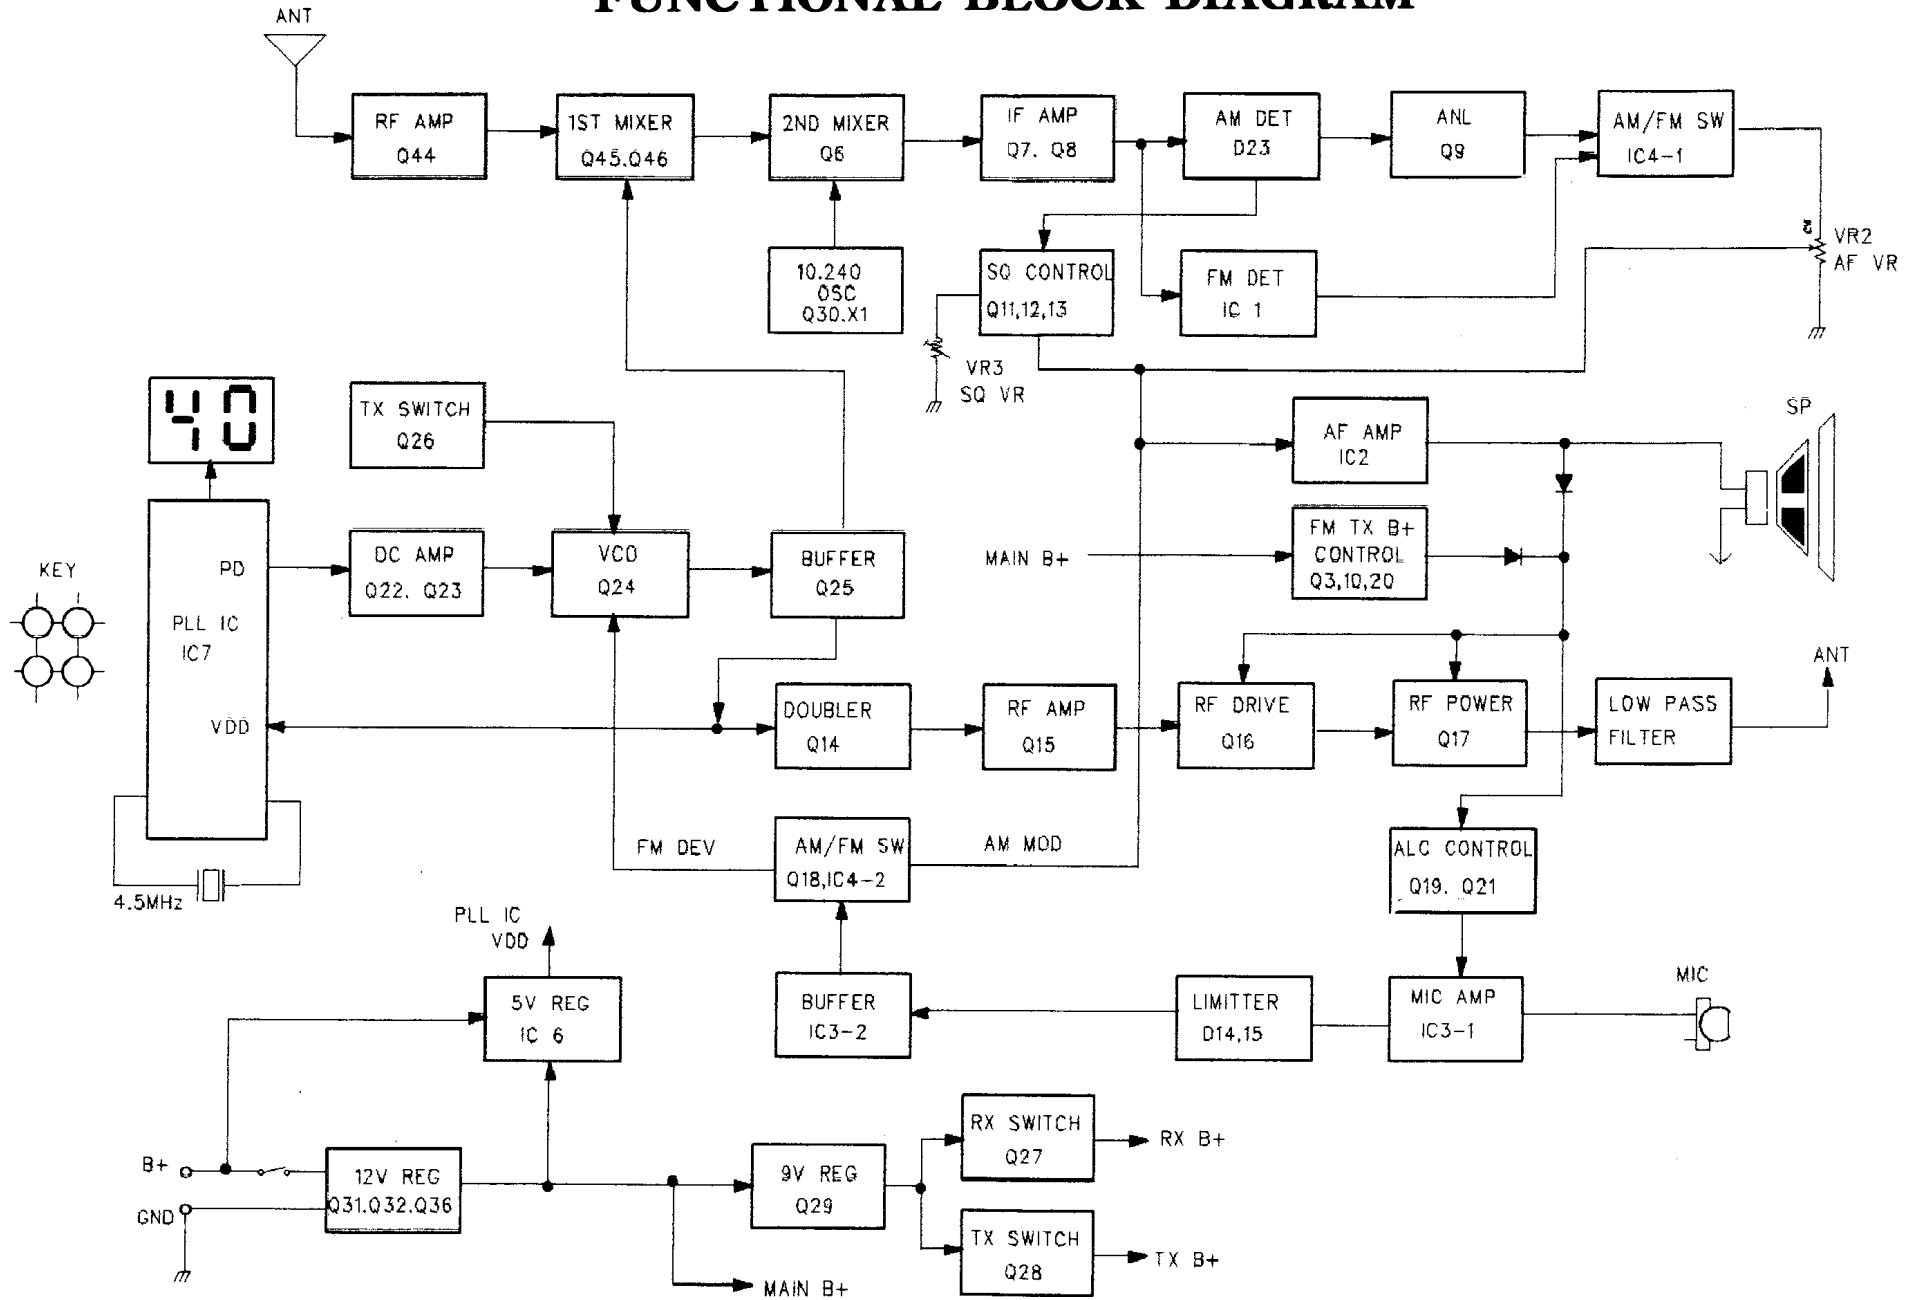 FUNCTIONAL BLOCK DIAGRAM
ANT
RF AMP
Q44
1ST MIXER
Q45.Q46
2ND MIXER
Q6
IF AMP
Q7. Q8
AM DET
D23
ANL
Q9
AM/FM SW
IC4-1
10.240
OSC
Q30.X1
SQ CONTROL
Q11,12,13
FM DET
IC 1
VR2
AF VR
VR3
SQ VR
40
TX SWITCH
Q26
AF AMP
IC2
SP
KEY
PD
PLL IC
IC7
VDD
DC AMP
Q22. Q23
VCO
Q24
BUFFER
Q25
MAIN B+
FM TX B+
CONTROL
Q3,10,20
DOUBLER
Q14
RF AMP
Q15
RF DRIVE
Q16
RF POWER
Q17
LOW PASS
FILTER
ANT
4.5MHz
FM DEV
AM/FM SW
Q18,IC4-2
AM MOD
ALC CONTROL
Q19. Q21
PLL IC
VDD
5V REG
IC 6
BUFFER
IC3-2
LIMITTER
D14,15
MIC AMP
IC3-1
MIC
B+
GND
12V REG
Q31.Q32.Q36
9V REG
Q29
RX SWITCH
Q27
RX B+
TX SWITCH
Q28
TX B+
MAIN B+